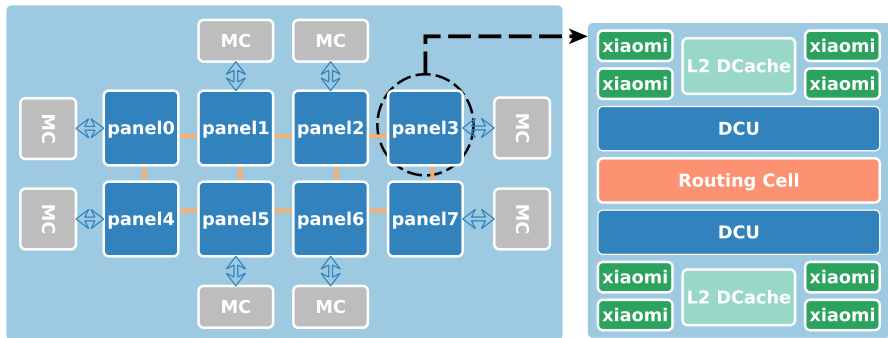 MC MC
MC panel0 panel1 panel2 panel3 MC
MC panel4 panel5 panel6 panel7 MC
MC MC
xiaomi L2 DCache xiaomi
xiaomi xiaomi
DCU
Routing Cell
DCU
xiaomi L2 DCache xiaomi
xiaomi xiaomi